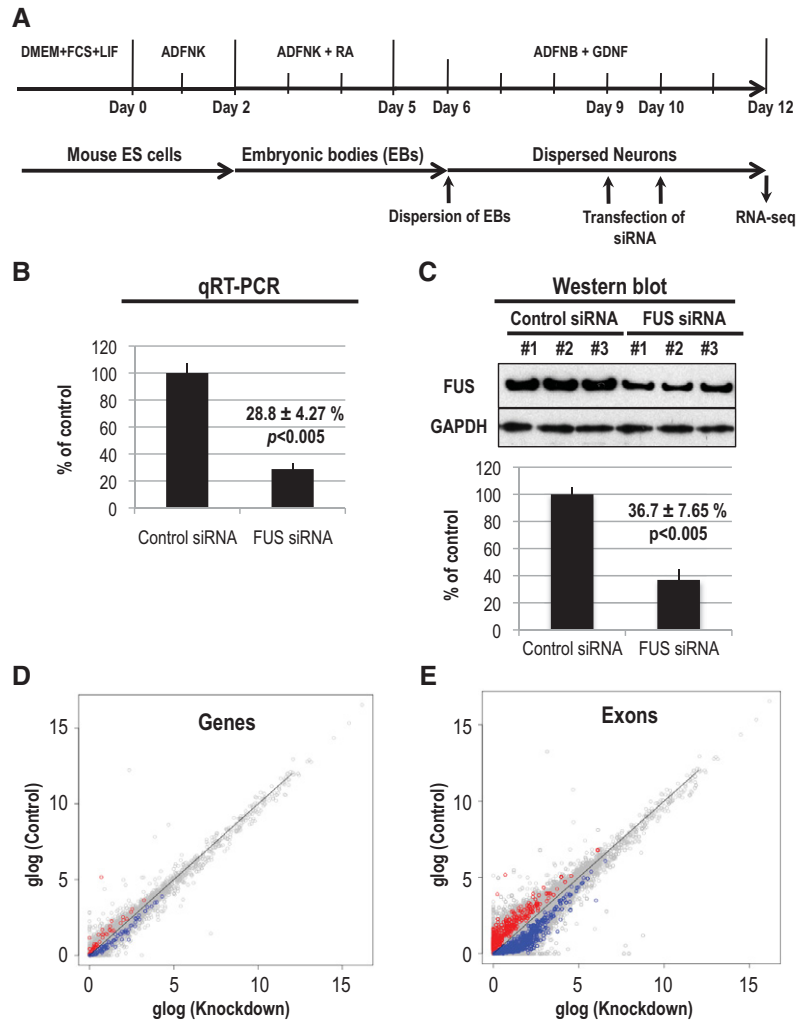 A
DMEM+FCS+LIF ADFNK ADFNK + RA ADFNB + GDNF
Day 0 Day 2 Day 5 Day 6 Day 9 Day 10 Day 12
Mouse ES cells Embryonic bodies (EBs) Dispersed Neurons
Dispersion of EBs Transfection of siRNA RNA-seq
B
qRT-PCR
% of control
120
100
80
60
40
20
0
28.8 ± 4.27 %
p<0.005
Control siRNA FUS siRNA
C
Western blot
Control siRNA FUS siRNA
#1 #2 #3 #1 #2 #3
FUS
GAPDH
% of control
120
100
80
60
40
20
0
36.7 ± 7.65 %
p<0.005
Control siRNA FUS siRNA
D
Genes
glog (Control)
15
10
5
0
0 5 10 15
glog (Knockdown)
E
Exons
glog (Control)
15
10
5
0
0 5 10 15
glog (Knockdown)